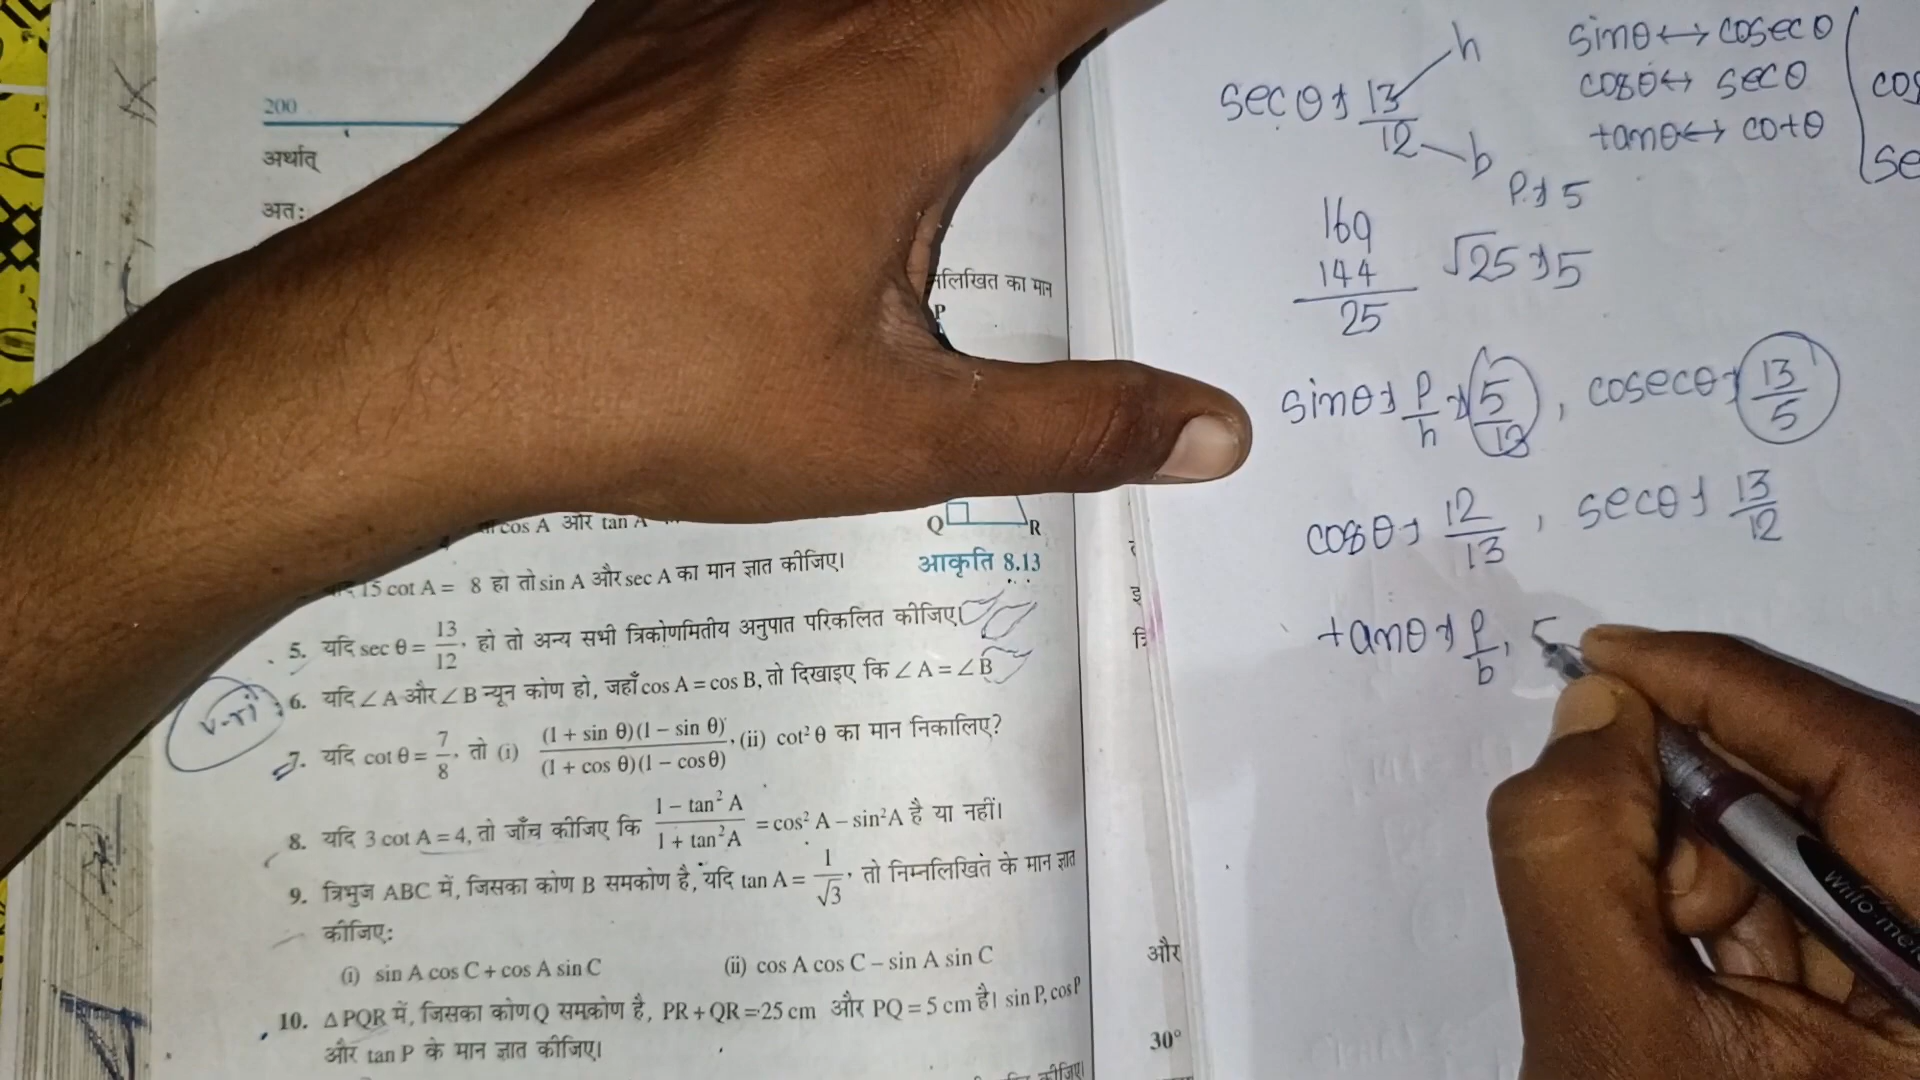 200
अर्थात्
अतः
का मान
P
cos A और tan A
Q R
15 cot A = 8 हो तो sin A और sec A का मान ज्ञात कीजिए।
आकृति 8.13
5. यदि sec θ = 13/12, हो तो अन्य सभी त्रिकोणमितीय अनुपात परिकलित कीजिए।
6. यदि ∠A और ∠B न्यून कोण हो, जहाँ cos A = cos B, तो दिखाइए कि ∠A = ∠B
7. यदि cot θ = 7/8, तो (i) (1 + sin θ)(1 – sin θ)/(1 + cos θ)(1 – cos θ), (ii) cot² θ का मान निकालिए?
8. यदि 3 cot A = 4, तो जाँच कीजिए कि 1 – tan² A/1 + tan² A = cos² A – sin² A है या नहीं।
9. त्रिभुज ABC में, जिसका कोण B समकोण है, यदि tan A = 1/√3, तो निम्नलिखित के मान ज्ञात
कीजिए:
(i) sin A cos C + cos A sin C (ii) cos A cos C – sin A sin C
10. △PQR में, जिसका कोण Q समकोण है, PR + QR = 25 cm और PQ = 5 cm है। sin P, cos P
और tan P के मान ज्ञात कीजिए।
कीजिए।
और
30°
sinθ ↔ cosecθ
cosθ ↔ secθ
tanθ ↔ cotθ
secθ → 13/12
h
b
P → 5
169
144
25
√25 → 5
sinθ → P/h → 5/13, cosecθ → 13/5
cosθ → 12/13, secθ → 13/12
tanθ → P/b, 5